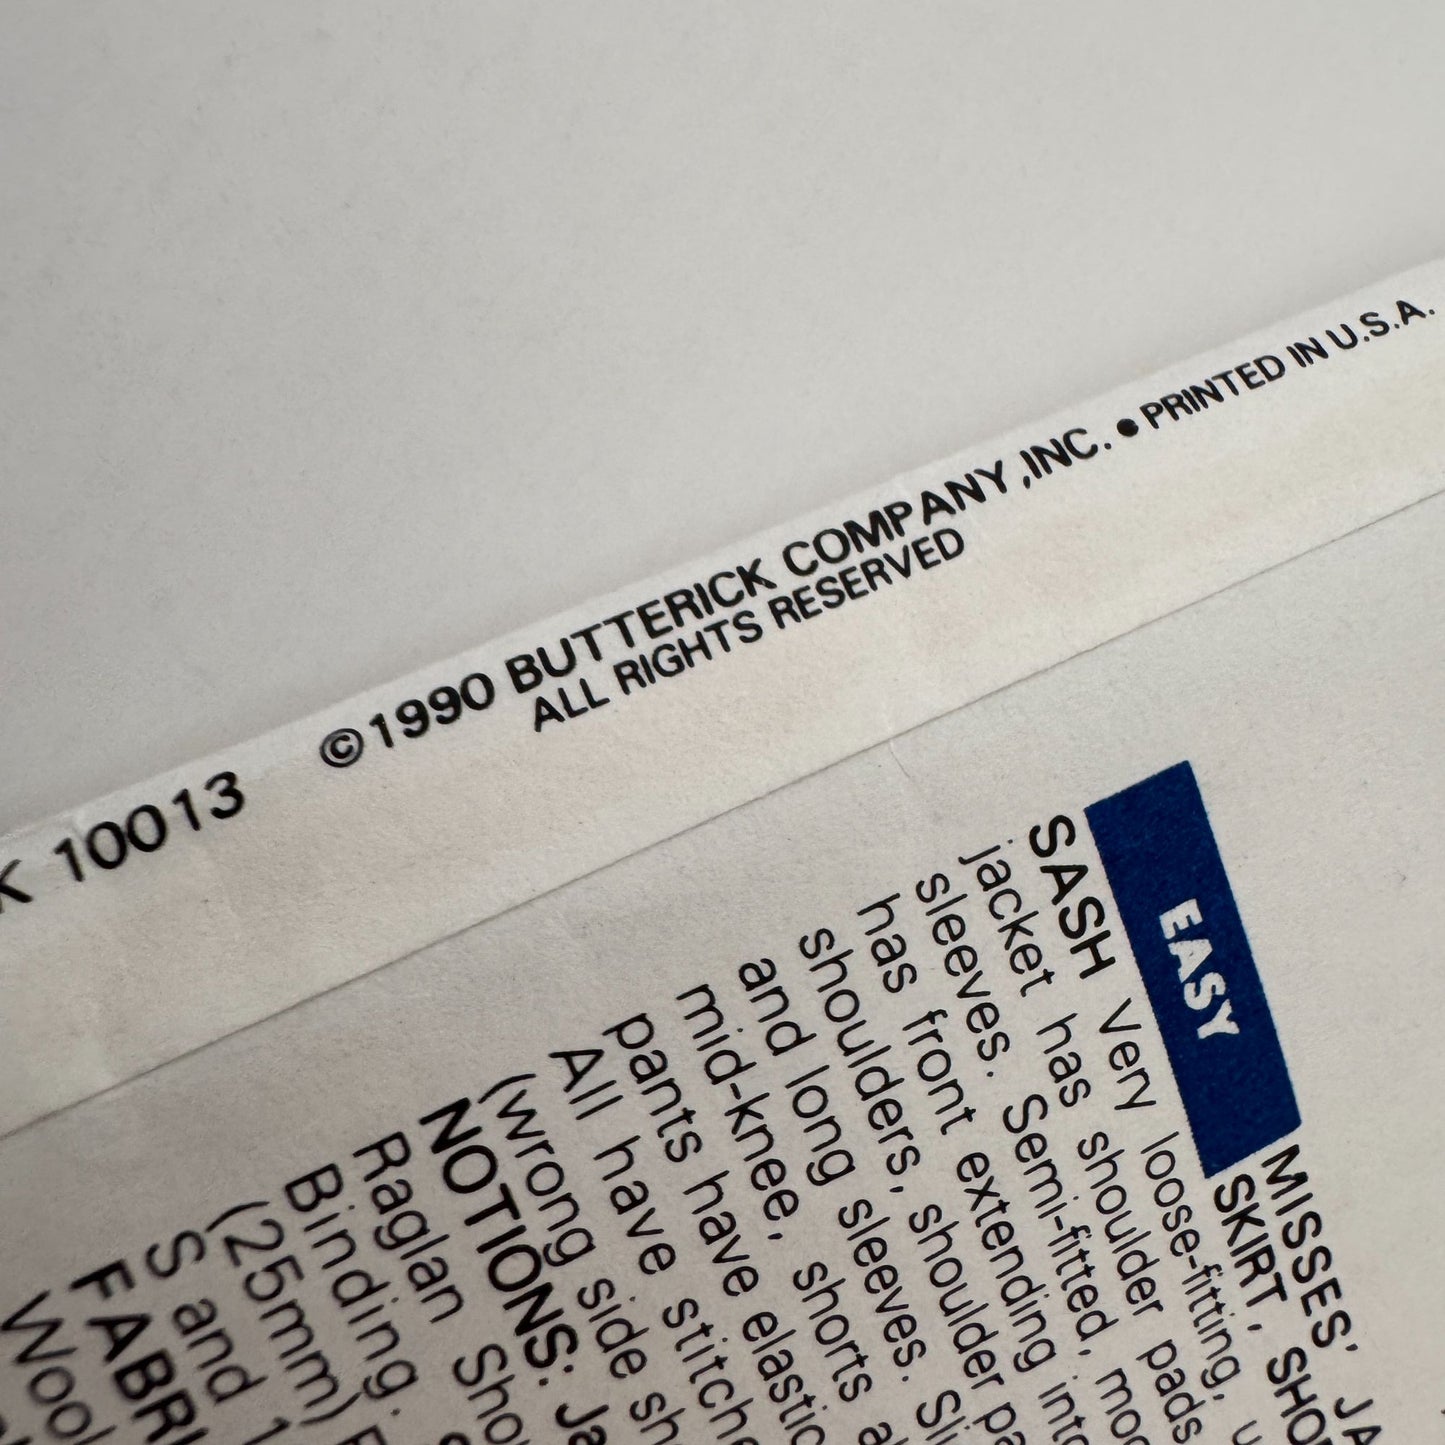 K 10013 ©1990 BUTTERICK COMPANY, INC. • PRINTED IN U.S.A.
ALL RIGHTS RESERVED
EASY MISSES'
SASH Very loose-fitting,
SKIRT,
jacket has shoulder pads
sleeves. Semi-fitted,
has front extending into
shoulders, shoulder
and long sleeves.
mid-knee, shorts
pants have elastic
All have
(wrong side
NOTIONS:
Raglan
Binding.
(25mm)
S and